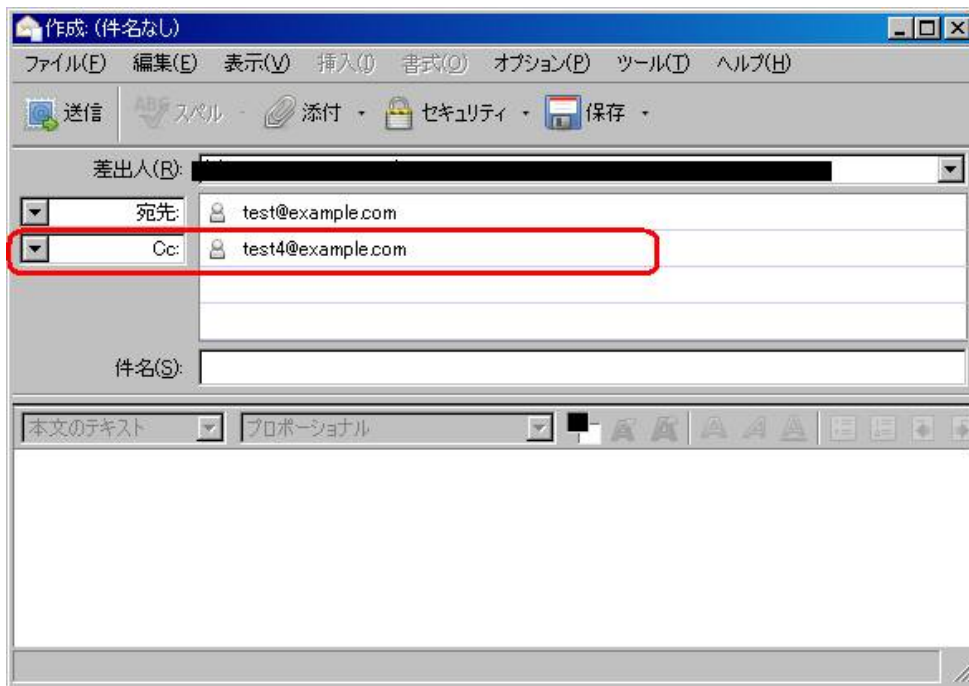 作成: (件名なし)
ファイル(F) 編集(E) 表示(V) 挿入(I) 書式(O) オプション(P) ツール(T) ヘルプ(H)
送信 ABC スペル 添付 セキュリティ 保存
差出人(R):
宛先: test@example.com
Cc: test4@example.com
件名(S):
本文のテキスト プロポーショナル
A A A A A